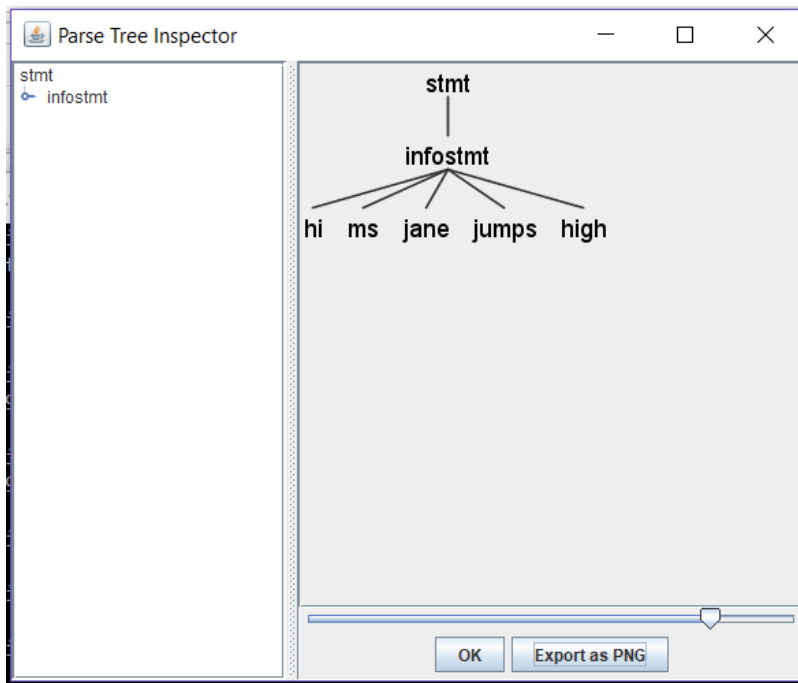 Parse Tree Inspector
stmt
infostmt
stmt
infostmt
hi ms jane jumps high
OK Export as PNG